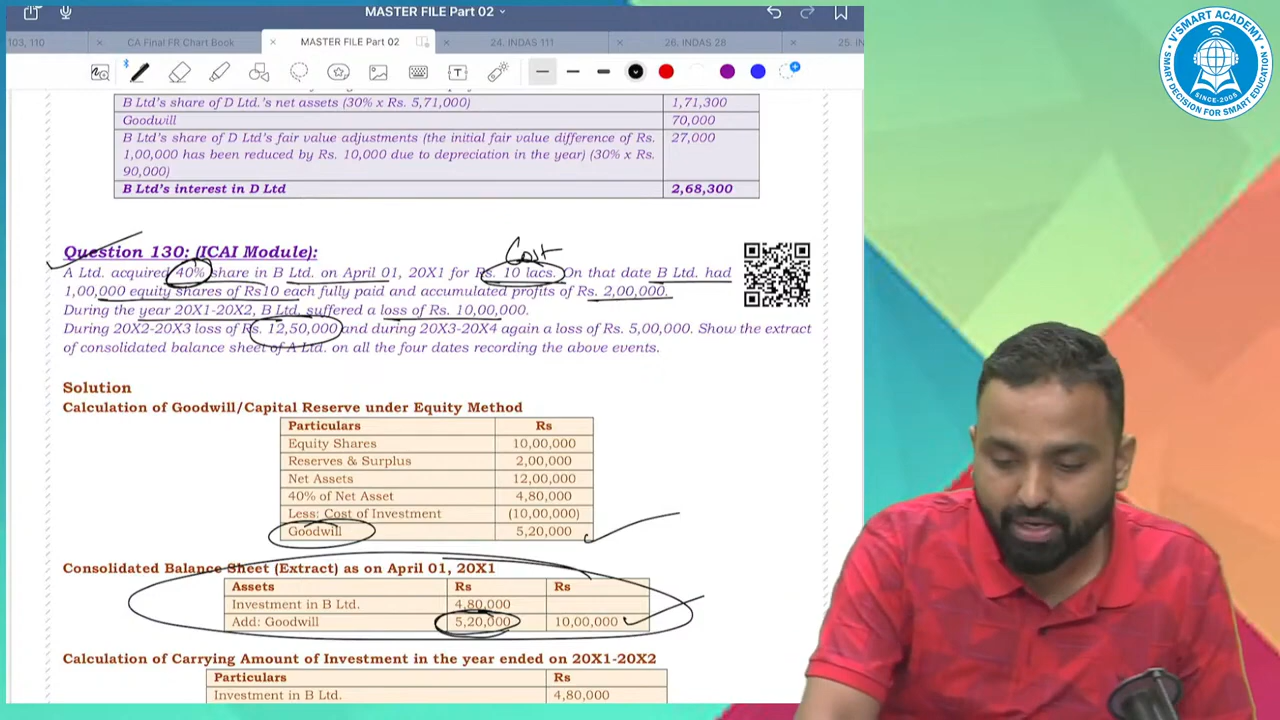 MASTER FILE Part 02
103, 110
CA Final FR Chart Book
MASTER FILE Part 02
24. INDAS 111
26. INDAS 28
25. I
B Ltd's share of D Ltd.'s net assets (30% x Rs. 5,71,000) 1,71,300
Goodwill 70,000
B Ltd's share of D Ltd's fair value adjustments (the initial fair value difference of Rs. 27,000
1,00,000 has been reduced by Rs. 10,000 due to depreciation in the year) (30% x Rs.
90,000)
B Ltd's interest in D Ltd 2,68,300
Cost
Question 130: (ICAI Module):
A Ltd. acquired 40% share in B Ltd. on April 01, 20X1 for Rs. 10 lacs. On that date B Ltd. had
1,00,000 equity shares of Rs10 each fully paid and accumulated profits of Rs. 2,00,000.
During the year 20X1-20X2, B Ltd. suffered a loss of Rs. 10,00,000.
During 20X2-20X3 loss of Rs. 12,50,000 and during 20X3-20X4 again a loss of Rs. 5,00,000. Show the extract
of consolidated balance sheet of A Ltd. on all the four dates recording the above events.
Solution
Calculation of Goodwill/Capital Reserve under Equity Method
Particulars Rs
Equity Shares 10,00,000
Reserves & Surplus 2,00,000
Net Assets 12,00,000
40% of Net Asset 4,80,000
Less: Cost of Investment (10,00,000)
Goodwill 5,20,000
Consolidated Balance Sheet (Extract) as on April 01, 20X1
Assets Rs Rs
Investment in B Ltd. 4,80,000
Add: Goodwill 5,20,000 10,00,000
Calculation of Carrying Amount of Investment in the year ended on 20X1-20X2
Particulars Rs
Investment in B Ltd. 4,80,000
V'SMART ACADEMY
SINCE-2008
SMART DECISION FOR SMART EDUCATION